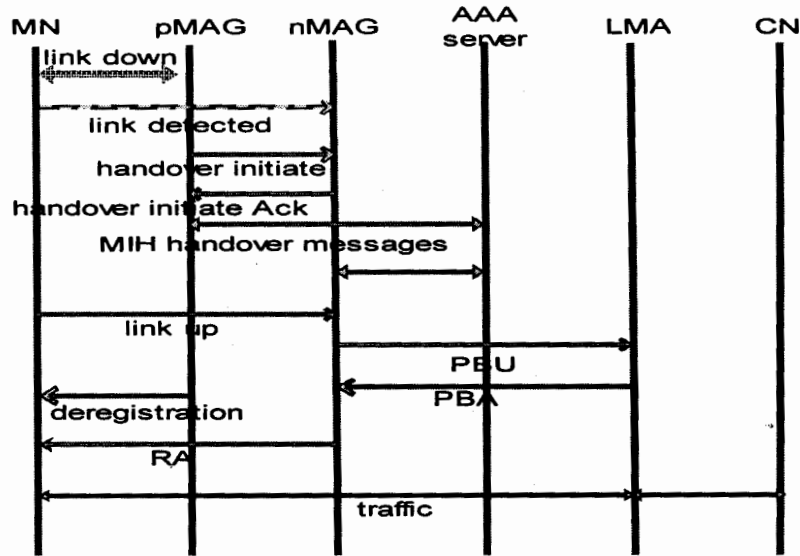 MN pMAG nMAG AAA server LMA CN
link down
link detected
handover initiate
handover initiate Ack
MIH handover messages
link up
PBU
PBA
deregistration
RA
traffic